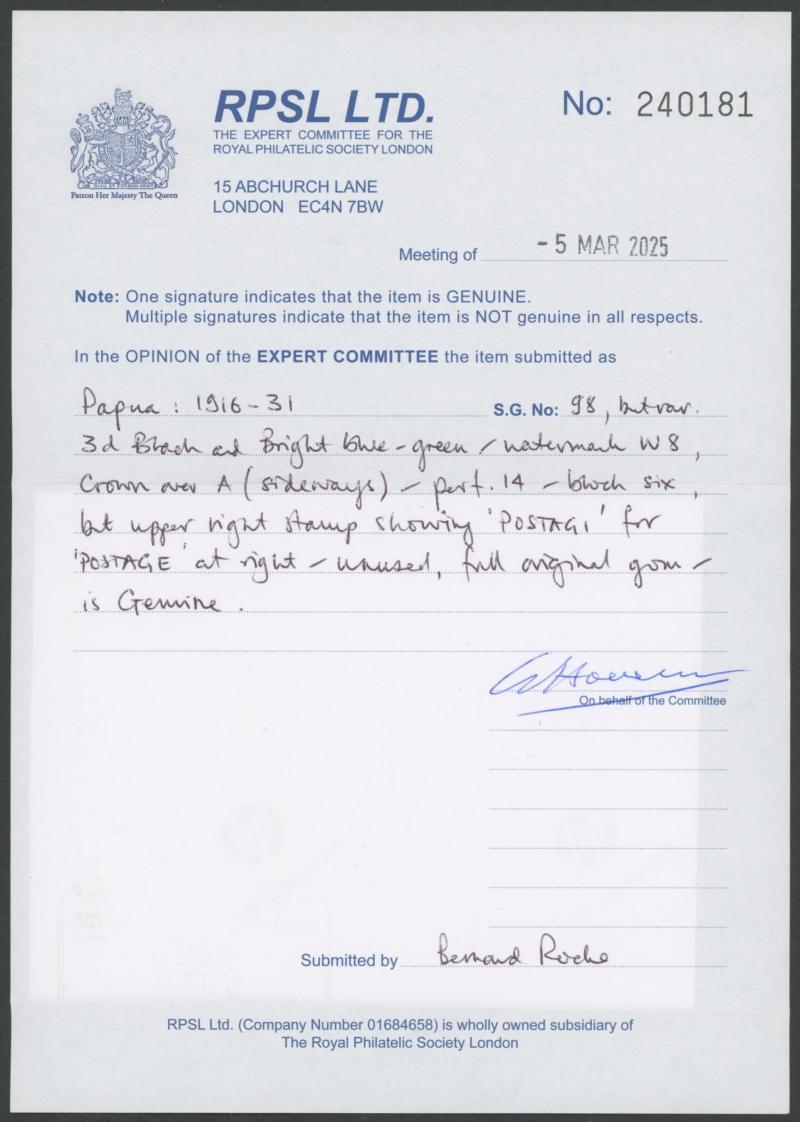 RPSL LTD.
THE EXPERT COMMITTEE FOR THE
ROYAL PHILATELIC SOCIETY LONDON
No: 240181
Patron Her Majesty The Queen
15 ABCHURCH LANE
LONDON EC4N 7BW
Meeting of - 5 MAR 2025
Note: One signature indicates that the item is GENUINE.
Multiple signatures indicate that the item is NOT genuine in all respects.
In the OPINION of the EXPERT COMMITTEE the item submitted as
Papua : 1916-31 S.G. No: 98, but var.
3d Black and Bright blue-green / watermark W8,
Crown over A (sideways) - perf. 14 - block six,
but upper right stamp showing 'POSTAGI' for
'POSTAGE' at right - unused, full original gum -
is Genuine.
On behalf of the Committee
Submitted by Bernard Roche
RPSL Ltd. (Company Number 01684658) is wholly owned subsidiary of
The Royal Philatelic Society London